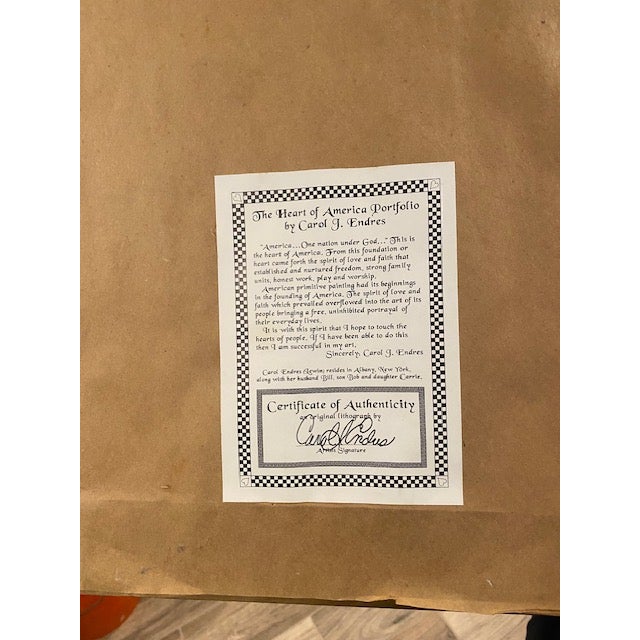 The Heart of America Portfolio
by Carol J. Endres
"America...One nation under God..." This is
the heart of America. From this foundation or
heart came forth the spirit of love and faith that
established and nurtured freedom, strong family
units, honest work, play and worship.
American primitive painting had its beginnings
in the founding of America. The spirit of love and
faith which prevailed overflowed into the art of its
people bringing a free, uninhibited portrayal of
their everyday lives.
It is with this spirit that I hope to touch the
hearts of people. If I have been able to do this
then I am successful in my art.
Sincerely, Carol J. Endres
Carol Endres (Lewin) resides in Albany, New York,
along with her husband Bill, son Bob and daughter Carrie.
Certificate of Authenticity
an original lithograph by
Carol J Endres
Artist Signature